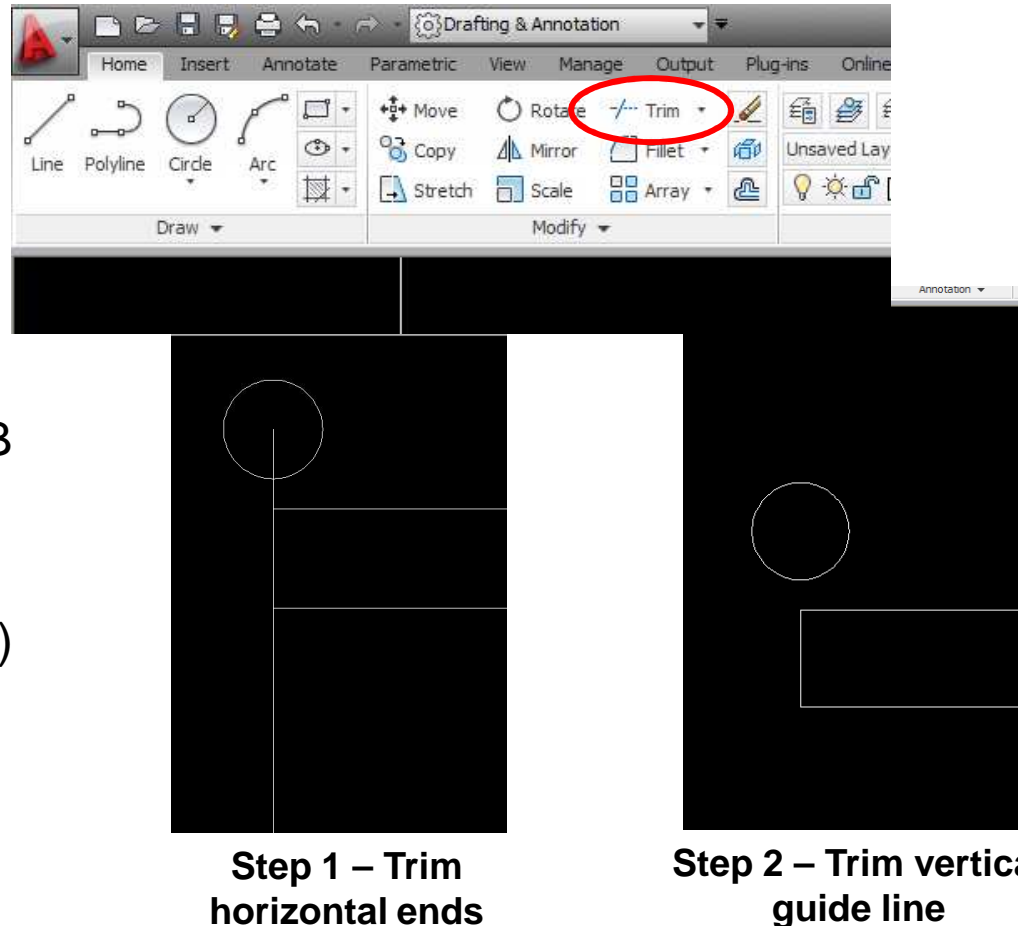 Drafting & Annotation
Home Insert Annotate Parametric View Manage Output Plug-ins Online
Move Rotate Trim
Line Polyline Circle Arc Copy Mirror Fillet Unsaved Lay
Stretch Scale Array
Draw Modify
Annotation
3
)
Step 1 – Trim
horizontal ends
Step 2 – Trim vertica
guide line